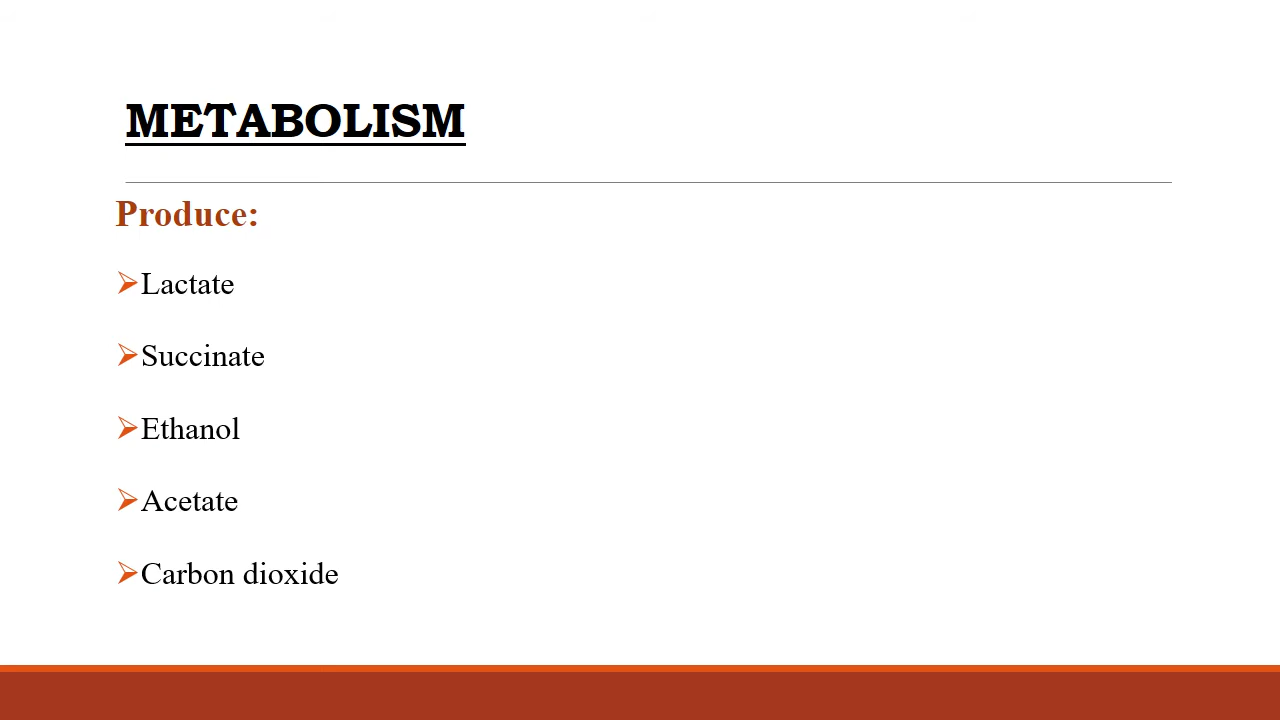 METABOLISM
Produce:
➢Lactate
➢Succinate
➢Ethanol
➢Acetate
➢Carbon dioxide